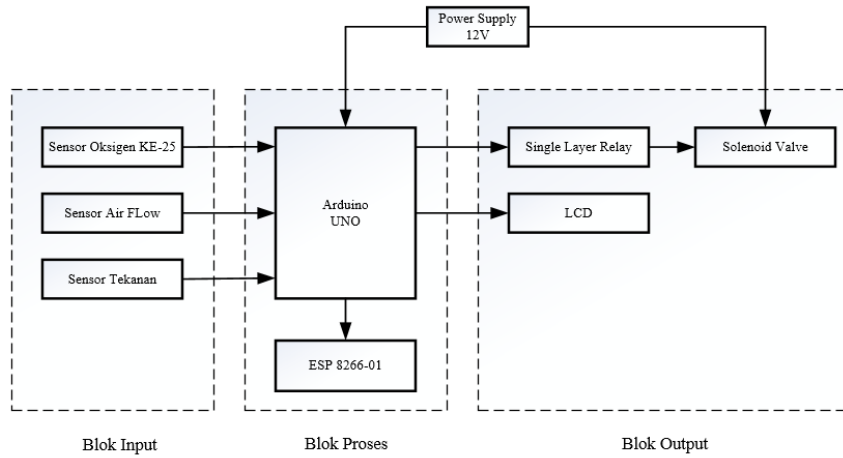 Power Supply
12V
Sensor Oksigen KE-25
Sensor Air FLow
Sensor Tekanan
Arduino
UNO
ESP 8266-01
Single Layer Relay
Solenoid Valve
LCD
Blok Input
Blok Proses
Blok Output